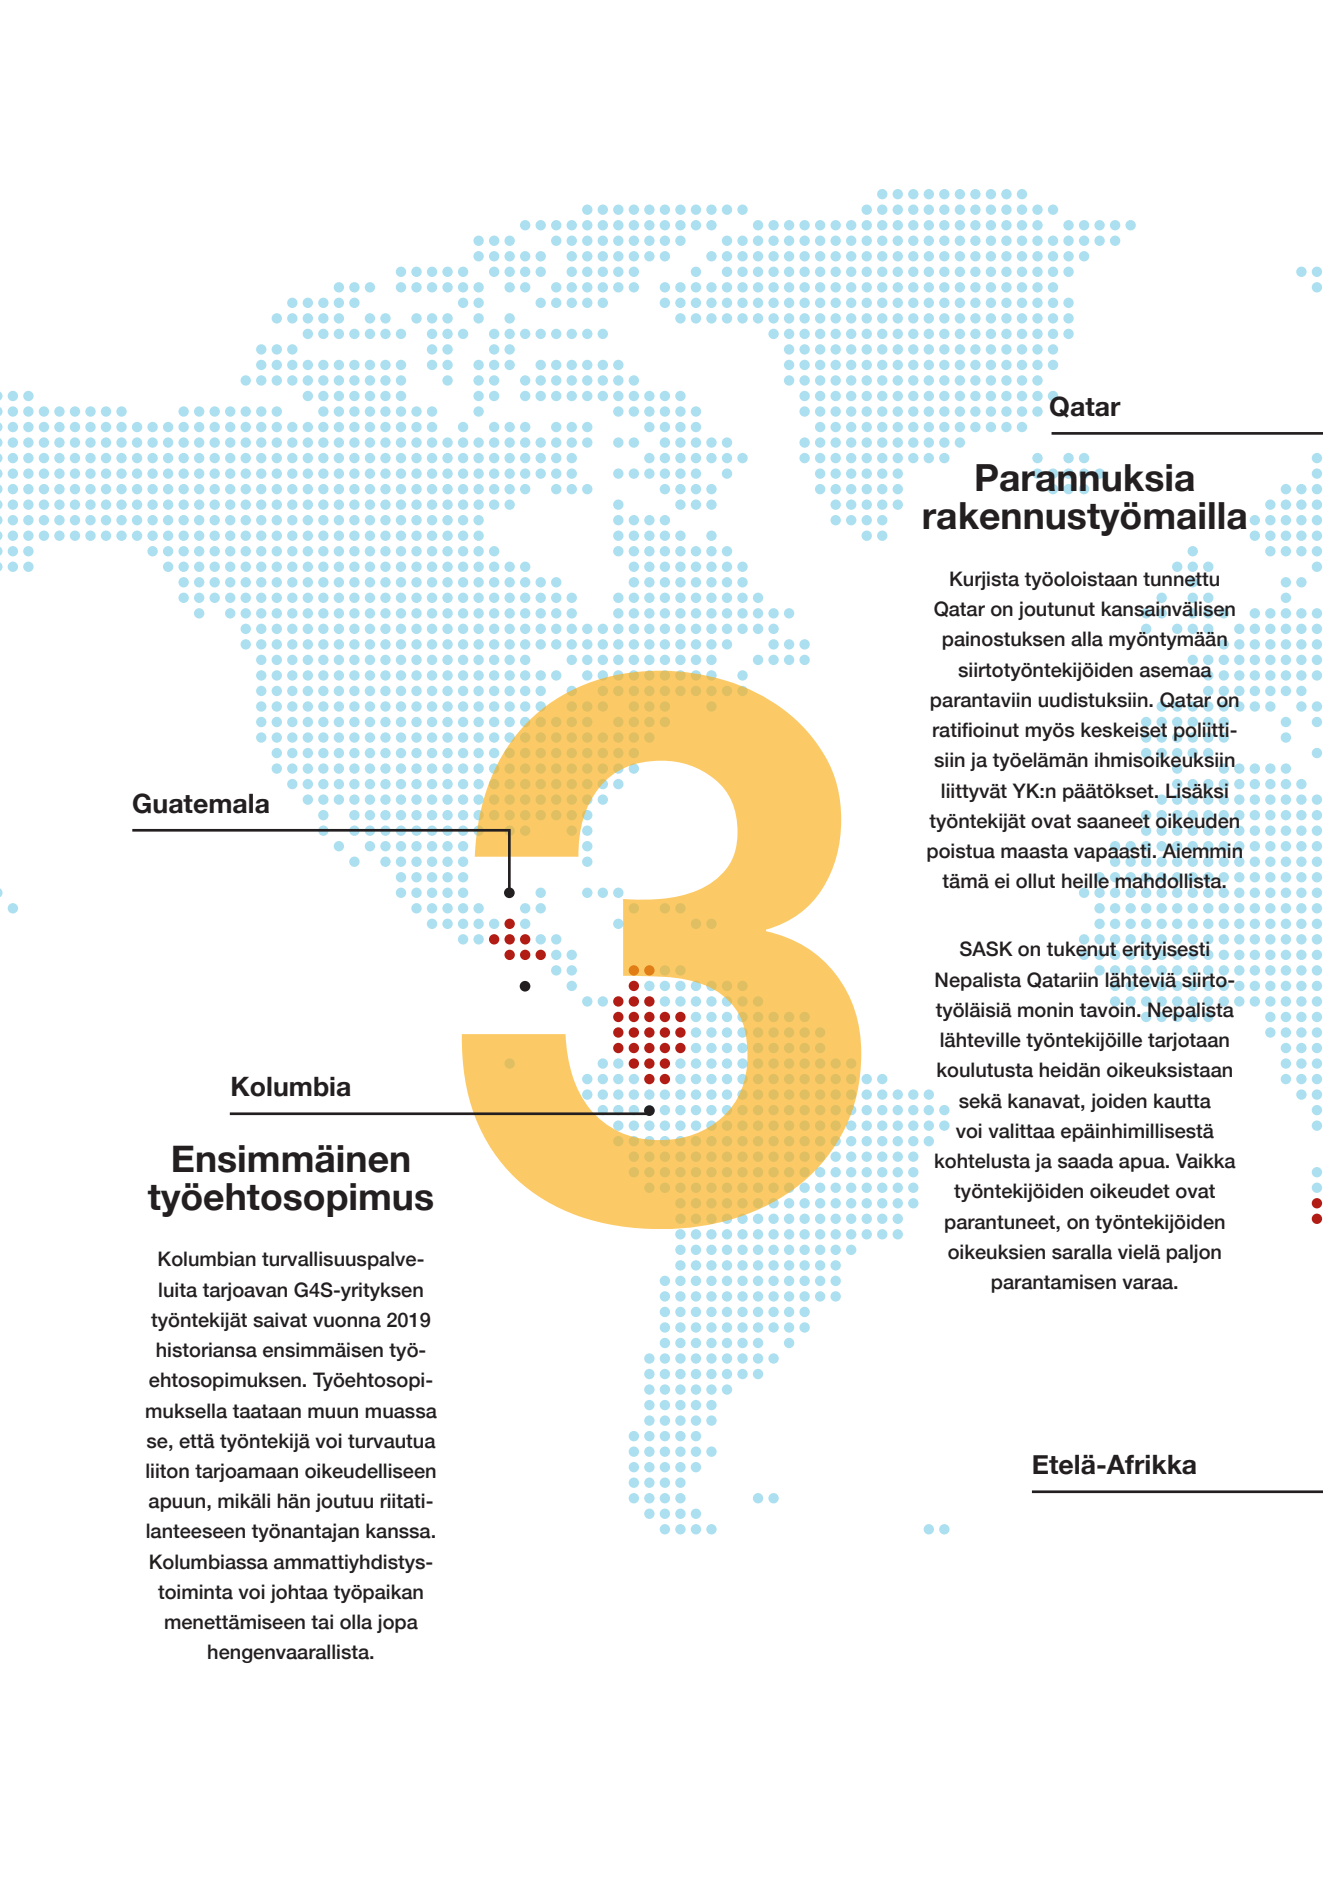 Guatemala
3
Kolumbia
Ensimmäinen
työehtosopimus
Kolumbian turvallisuuspalve-
luita tarjoavan G4S-yrityksen
työntekijät saivat vuonna 2019
historiansa ensimmäisen työ-
ehtosopimuksen. Työehtosopi-
muksella taataan muun muassa
se, että työntekijä voi turvautua
liiton tarjoamaan oikeudelliseen
apuun, mikäli hän joutuu riitati-
lanteeseen työnantajan kanssa.
Kolumbiassa ammattiyhdistys-
toiminta voi johtaa työpaikan
menettämiseen tai olla jopa
hengenvaarallista.
Qatar
Parannuksia
rakennustyömailla
Kurjista työoloistaan tunnettu
Qatar on joutunut kansainvälisen
painostuksen alla myöntymään
siirtotyöntekijöiden asemaa
parantaviin uudistuksiin. Qatar on
ratifioinut myös keskeiset poliitti-
siin ja työelämän ihmisoikeuksiin
liittyvät YK:n päätökset. Lisäksi
työntekijät ovat saaneet oikeuden
poistua maasta vapaasti. Aiemmin
tämä ei ollut heille mahdollista.
SASK on tukenut erityisesti
Nepalista Qatariin lähteviä siirto-
työläisiä monin tavoin. Nepalista
lähteville työntekijöille tarjotaan
koulutusta heidän oikeuksistaan
sekä kanavat, joiden kautta
voi valittaa epäinhimillisestä
kohtelusta ja saada apua. Vaikka
työntekijöiden oikeudet ovat
parantuneet, on työntekijöiden
oikeuksien saralla vielä paljon
parantamisen varaa.
Etelä-Afrikka